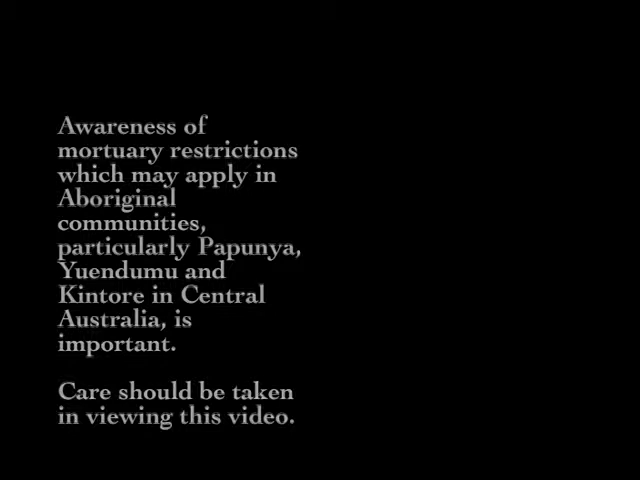 Awareness of
mortuary restrictions
which may apply in
Aboriginal
communities,
particularly Papunya,
Yuendumu and
Kintore in Central
Australia, is
important.
Care should be taken
in viewing this video.